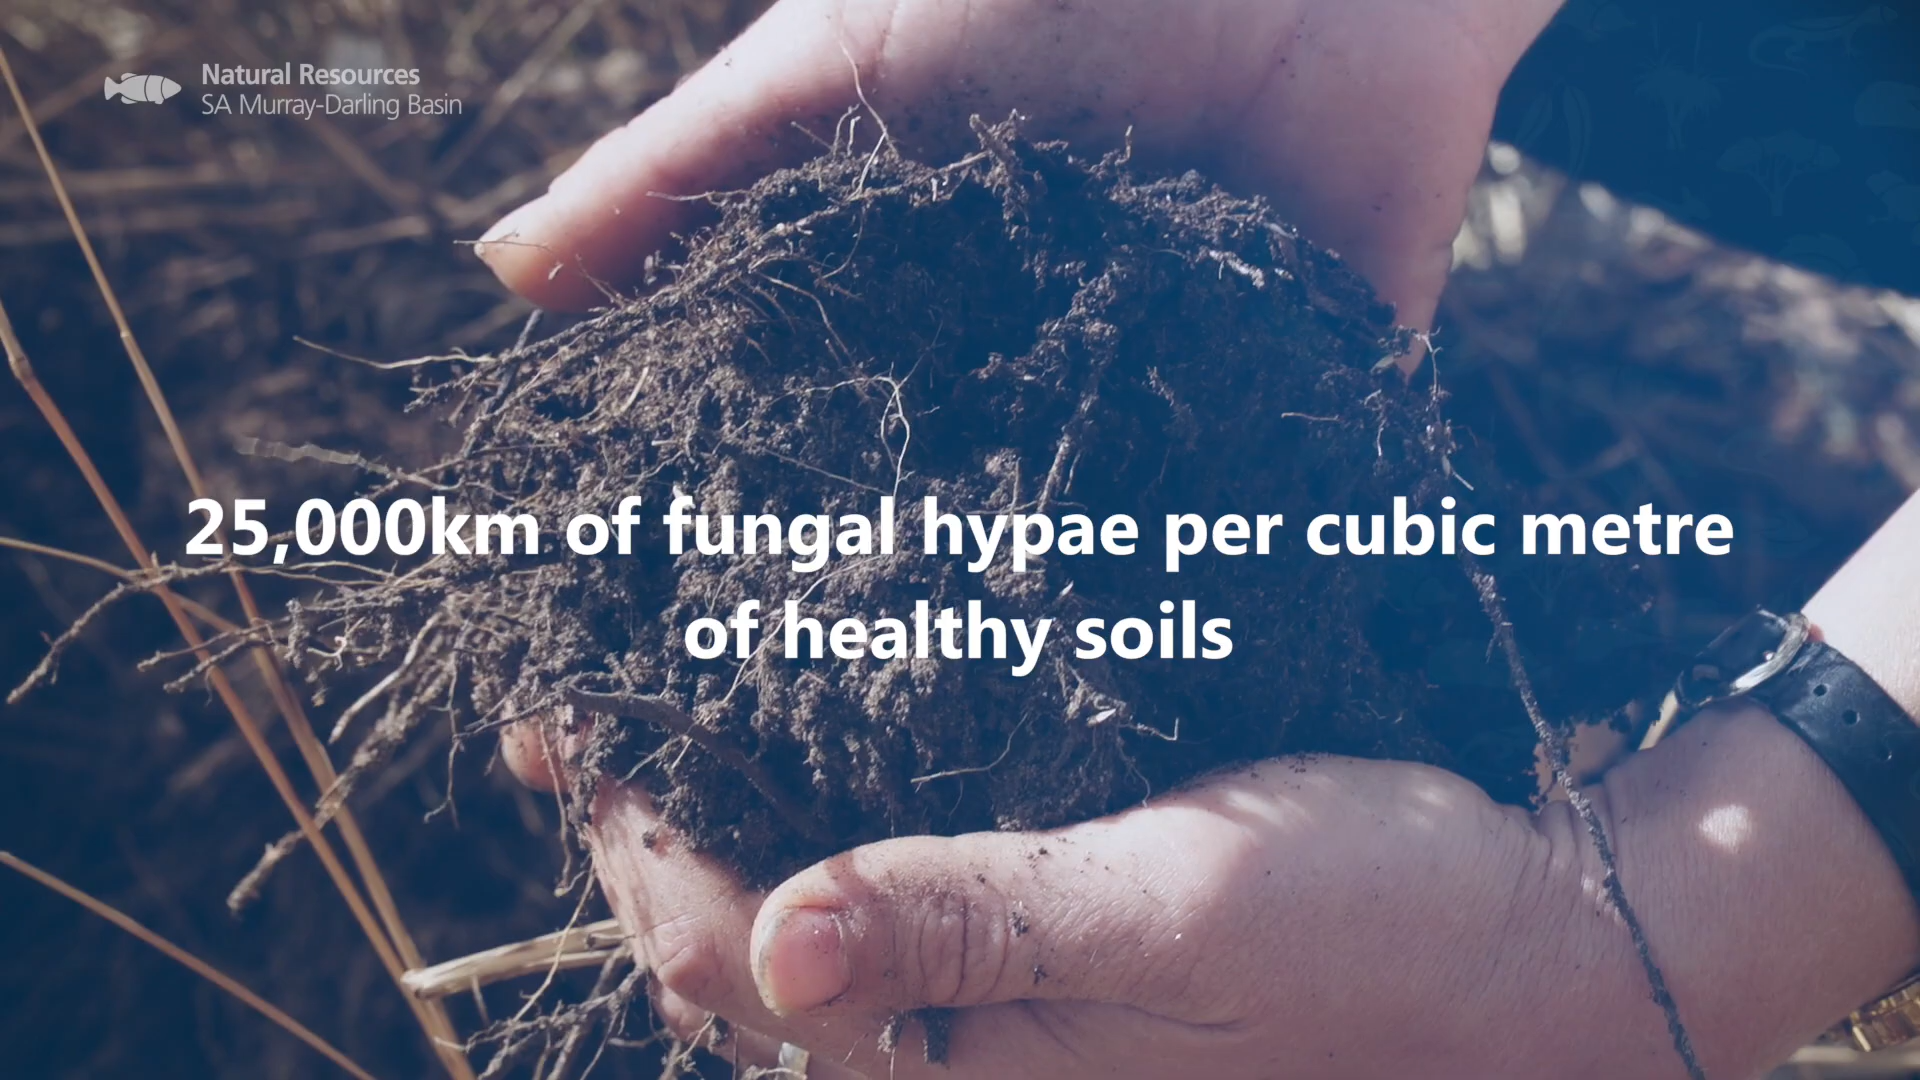 Natural Resources
SA Murray-Darling Basin
25,000km of fungal hypae per cubic metre
of healthy soils